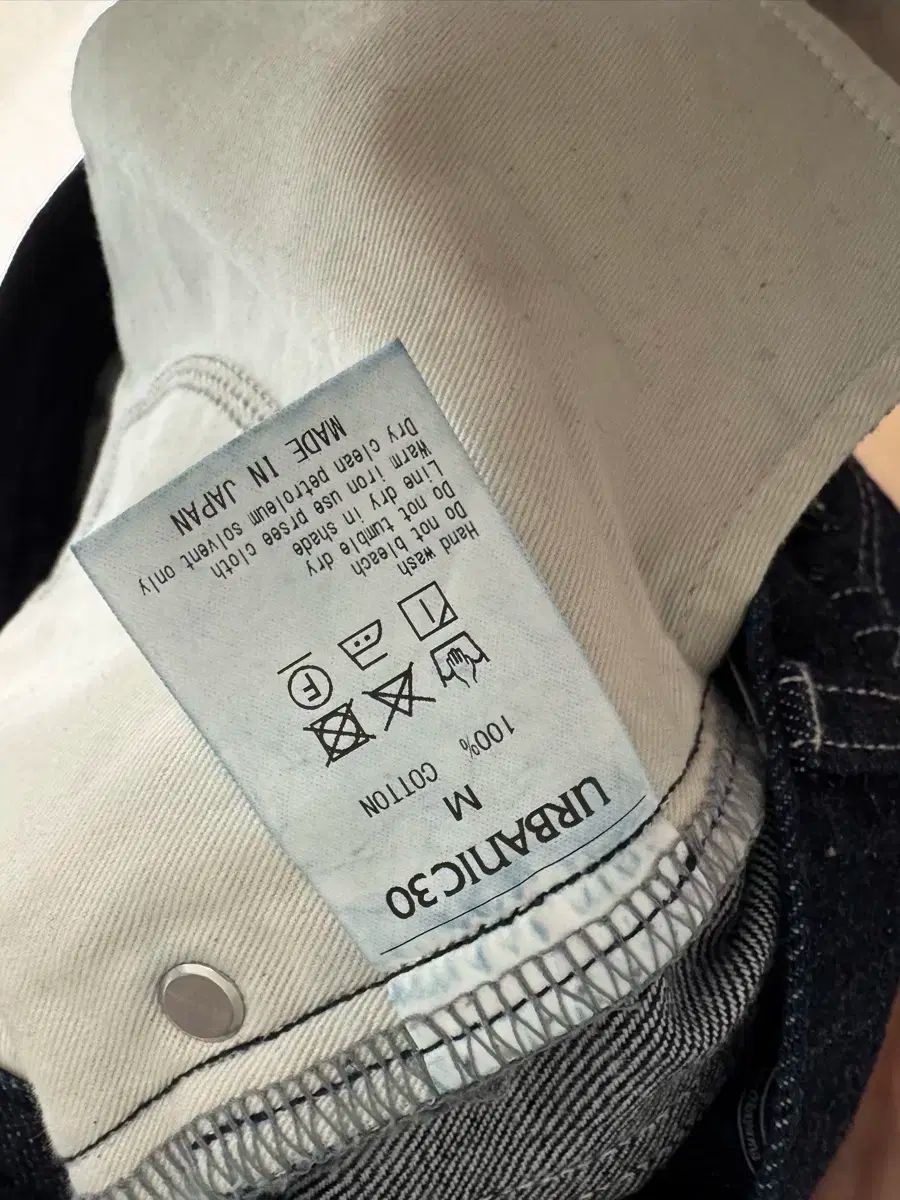 URBANIC30
M
100% COTTON
F
Hand wash
Do not bleach
Do not tumble dry
Line dry in shade
Warm iron use prsee cloth
Dry clean petroleum solvent only
MADE IN JAPAN